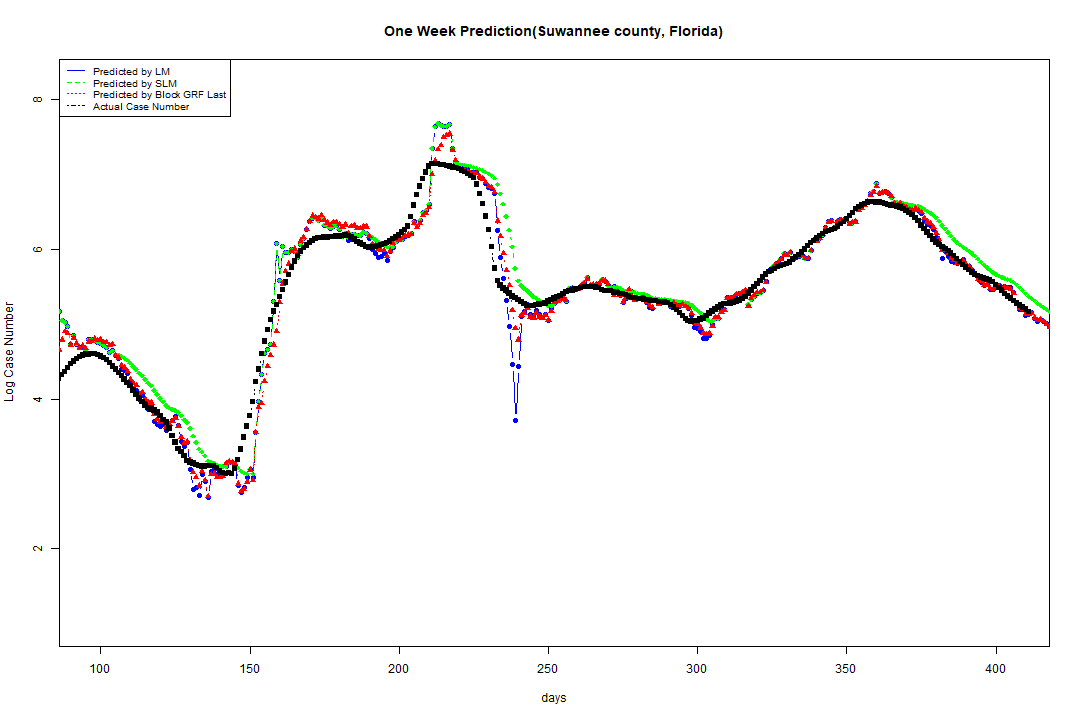 One Week Prediction(Suwannee county, Florida)
Predicted by LM
Predicted by SLM
Predicted by Block GRF Last
Actual Case Number
8
6
4
2
Log Case Number
100 150 200 250 300 350 400
days